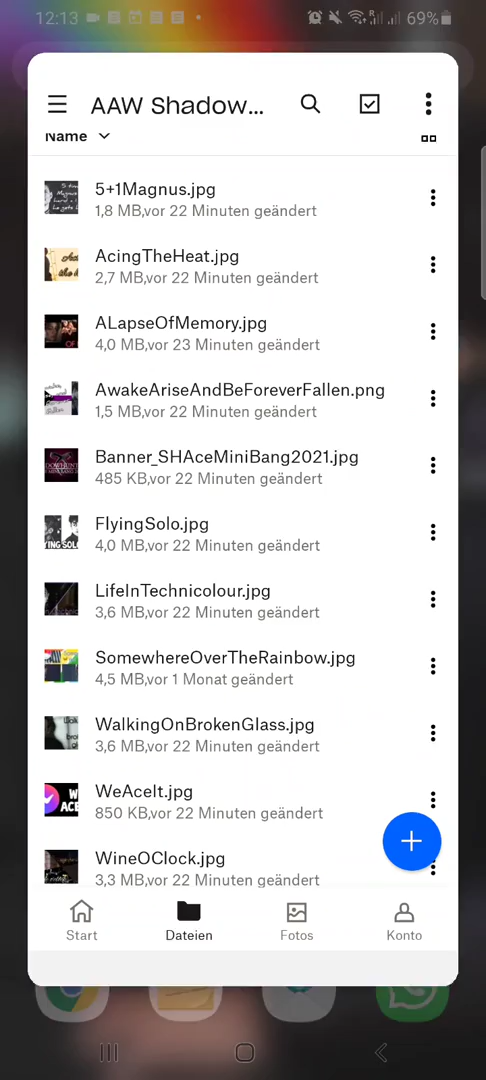 12:13
69%
AAW Shadow...
Name
5+1Magnus.jpg
1,8 MB,vor 22 Minuten geändert
AcingTheHeat.jpg
2,7 MB,vor 22 Minuten geändert
ALapseOfMemory.jpg
4,0 MB,vor 23 Minuten geändert
AwakeAriseAndBeForeverFallen.png
1,5 MB,vor 22 Minuten geändert
Banner_SHAceMiniBang2021.jpg
485 KB,vor 22 Minuten geändert
FlyingSolo.jpg
4,0 MB,vor 22 Minuten geändert
LifeInTechnicolour.jpg
3,6 MB,vor 22 Minuten geändert
SomewhereOverTheRainbow.jpg
4,5 MB,vor 1 Monat geändert
WalkingOnBrokenGlass.jpg
3,6 MB,vor 22 Minuten geändert
WeAceIt.jpg
850 KB,vor 22 Minuten geändert
WineOClock.jpg
3,3 MB,vor 22 Minuten geändert
Start
Dateien
Fotos
Konto